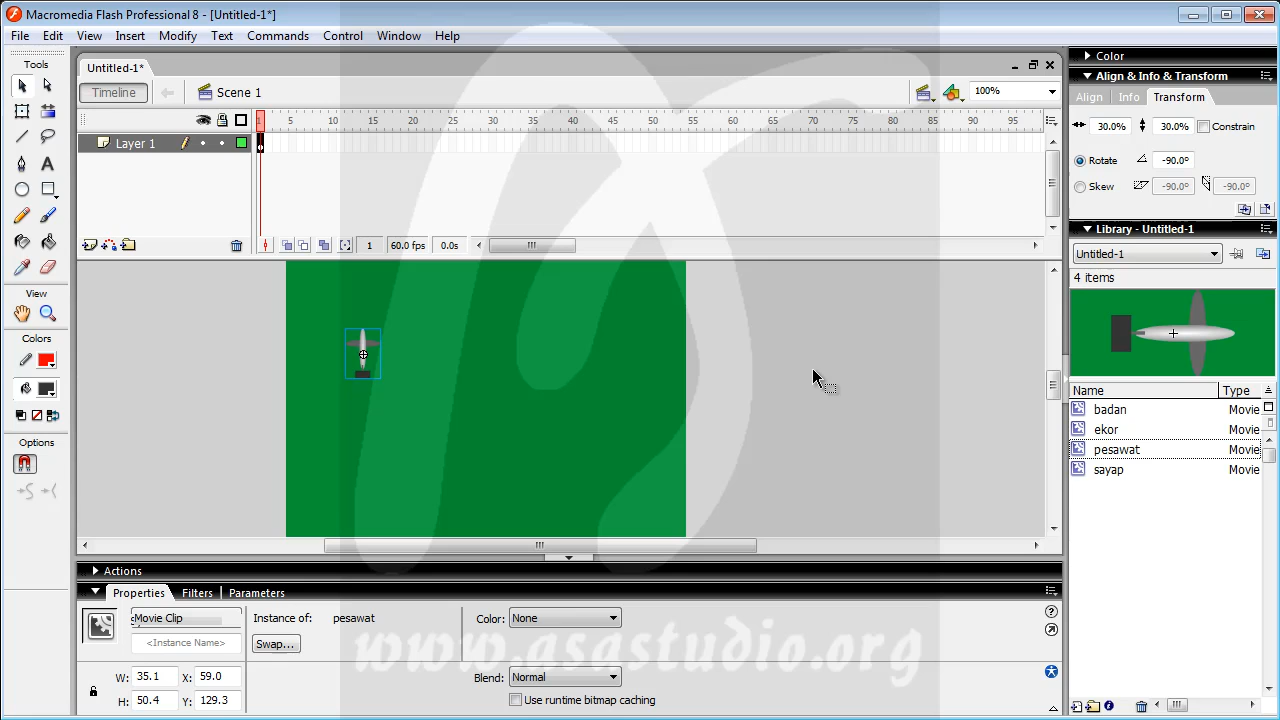 Macromedia Flash Professional 8 - [Untitled-1*]
File Edit View Insert Modify Text Commands Control Window Help
Tools
View
Colors
Options
Untitled-1*
Timeline
Scene 1
100%
1 5 10 15 20 25 30 35 40 45 50 55 60 65 70 75 80 85 90 95
Layer 1
1 60.0 fps 0.0s
Color
Align & Info & Transform
Align Info Transform
30.0% 30.0% Constrain
Rotate -90.0º
Skew -90.0º -90.0º
Library - Untitled-1
Untitled-1
4 items
Name Type
badan Movie
ekor Movie
pesawat Movie
sayap Movie
Actions
Properties Filters Parameters
Movie Clip
<Instance Name>
Instance of: pesawat
Swap...
Color: None
Blend: Normal
Use runtime bitmap caching
W: 35.1 X: 59.0
H: 50.4 Y: 129.3
www.asastudio.org